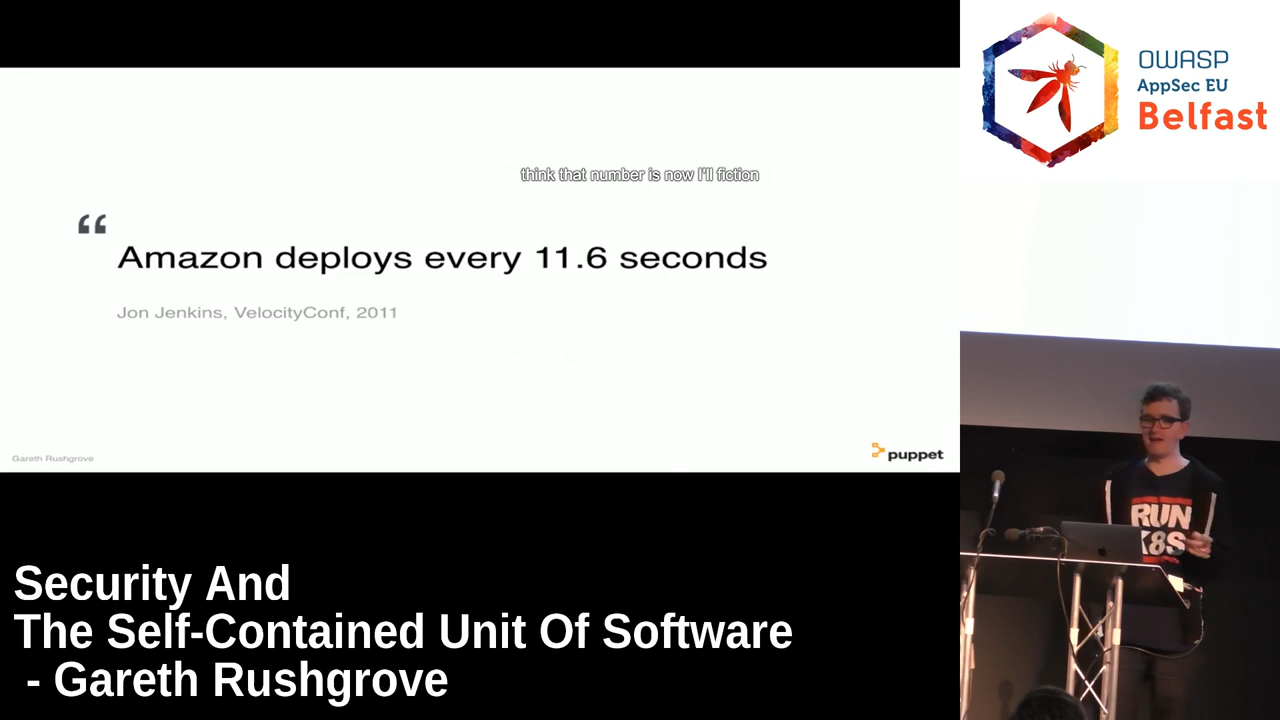 think that number is now I'll fiction
“
Amazon deploys every 11.6 seconds
Jon Jenkins, VelocityConf, 2011
Gareth Rushgrove
puppet
OWASP
AppSec EU
Belfast
RUN
K8S
Security And
The Self-Contained Unit Of Software
- Gareth Rushgrove